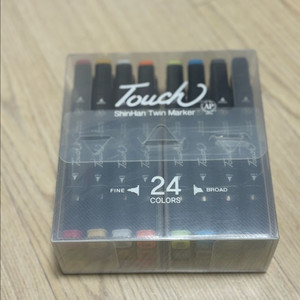 Touch
ShinHan Twin Marker
AP
FINE 24 BROAD
COLORS